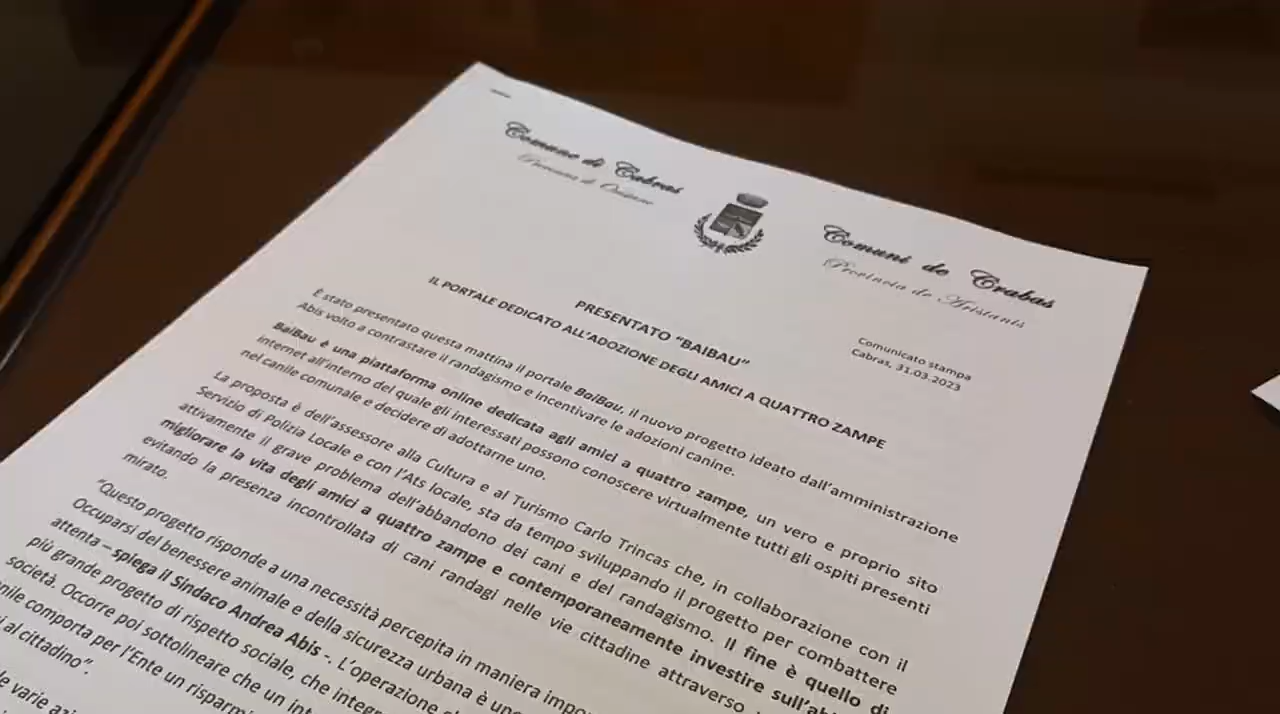 Comune di Cabras
Provincia di Oristano
Comuni de Crabas
Provincia de Aristanis
Comunicato stampa
Cabras, 31.03.2023
PRESENTATO “BAIBAU”
IL PORTALE DEDICATO ALL’ADOZIONE DEGLI AMICI A QUATTRO ZAMPE
È stato presentato questa mattina il portale BaiBau, il nuovo progetto ideato dall’amministrazione
Abis volto a contrastare il randagismo e incentivare le adozioni canine.
BaiBau è una piattaforma online dedicata agli amici a quattro zampe, un vero e proprio sito
internet all’interno del quale gli interessati possono conoscere virtualmente tutti gli ospiti presenti
nel canile comunale e decidere di adottarne uno.
La proposta è dell’assessore alla Cultura e al Turismo Carlo Trincas che, in collaborazione con il
Servizio di Polizia Locale e con l’Ats locale, sta da tempo sviluppando il progetto per combattere
attivamente il grave problema dell’abbandono dei cani e del randagismo. Il fine è quello di
migliorare la vita degli amici a quattro zampe e contemporaneamente investire sull’ab
evitando la presenza incontrollata di cani randagi nelle vie cittadine attraverso
mirato.
“Questo progetto risponde a una necessità percepita in maniera impo
Occuparsi del benessere animale e della sicurezza urbana è un
attenta – spiega il Sindaco Andrea Abis -. L’operazione
più grande progetto di rispetto sociale, che integ
società. Occorre poi sottolineare che un int
nile comporta per l’Ente un risparmi
al cittadino”.
le varie azi